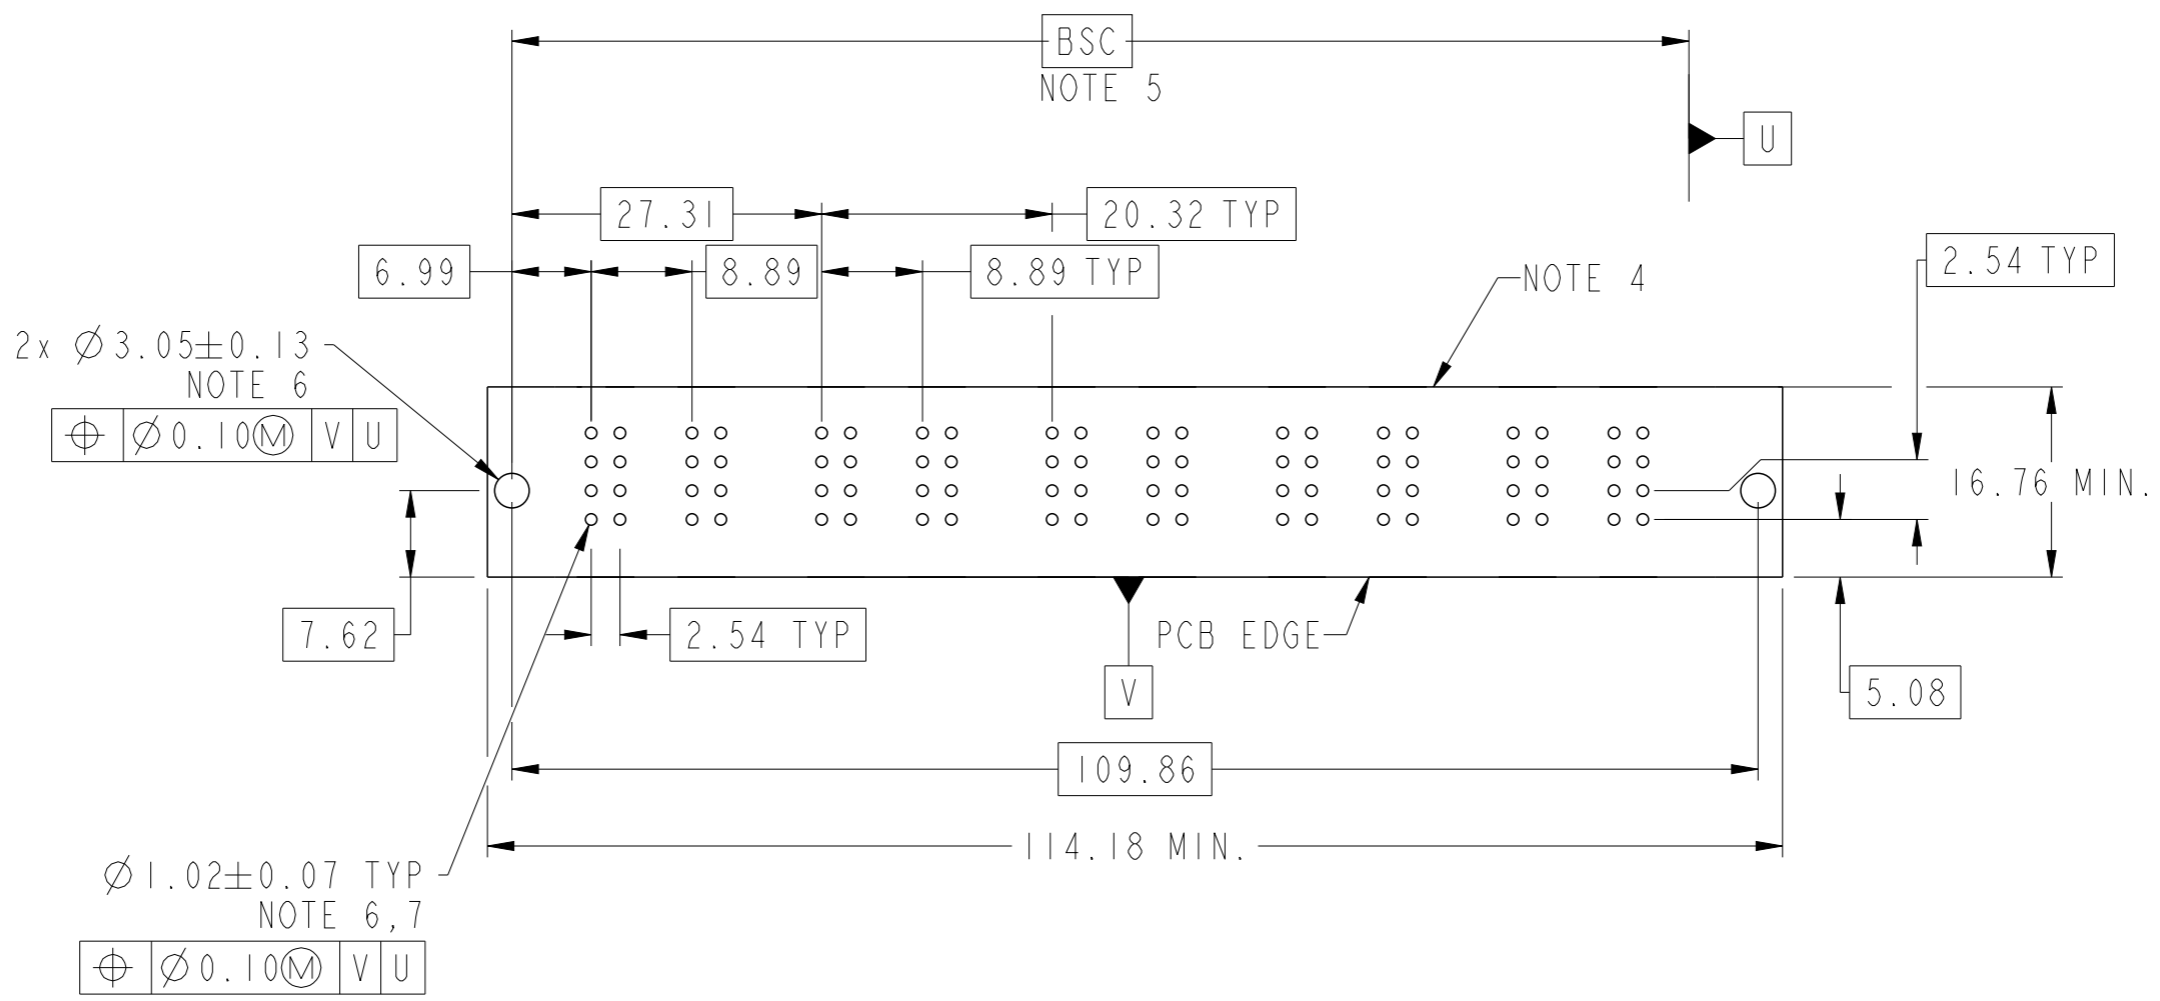 BSC
NOTE 5
U
27.31
20.32 TYP
6.99
8.89
8.89 TYP
NOTE 4
2.54 TYP
2x ⌀3.05±0.13
NOTE 6
⌖ ⌀0.10Ⓜ V U
16.76 MIN.
7.62
2.54 TYP
PCB EDGE
V
5.08
109.86
114.18 MIN.
⌀1.02±0.07 TYP
NOTE 6,7
⌖ ⌀0.10Ⓜ V U